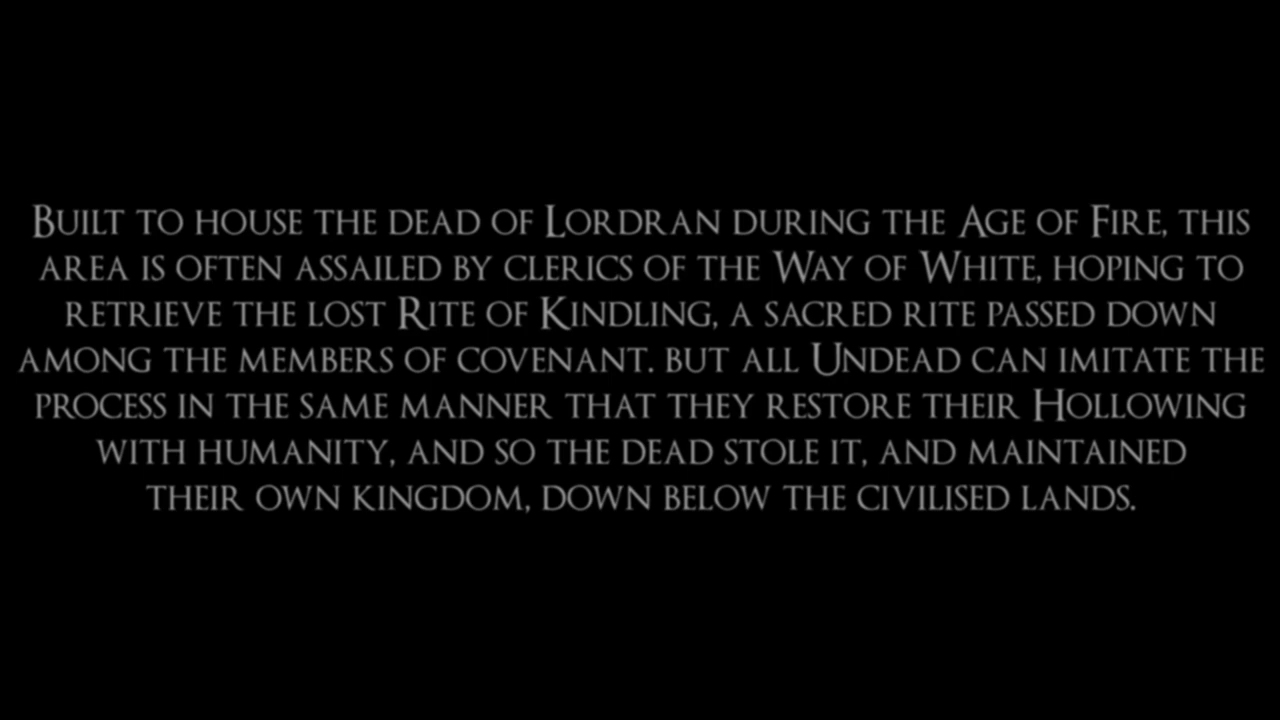 Built to house the dead of Lordran during the Age of Fire, this
area is often assailed by clerics of the Way of White, hoping to
retrieve the lost Rite of Kindling, a sacred rite passed down
among the members of covenant. but all Undead can imitate the
process in the same manner that they restore their Hollowing
with humanity, and so the dead stole it, and maintained
their own kingdom, down below the civilised lands.